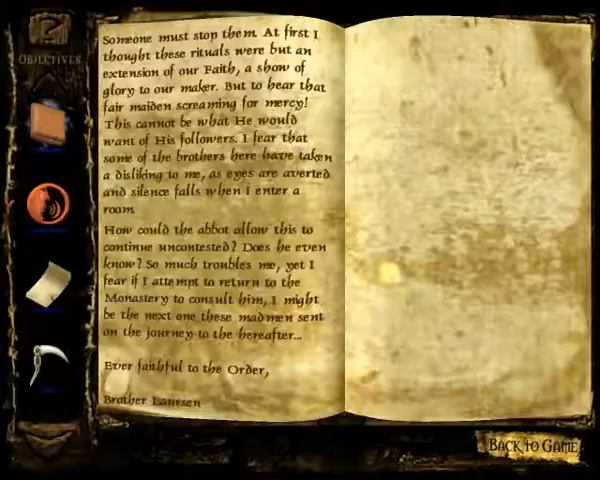 OBJECTIVES
Someone must stop them. At first I
thought these rituals were but an
extension of our Faith, a show of
glory to our maker. But to hear that
fair maiden screaming for mercy!
This cannot be what He would
want of His followers. I fear that
some of the brothers here have taken
a disliking to me, as eyes are averted
and silence falls when I enter a
room.
How could the abbot allow this to
continue uncontested? Does he even
know? So much troubles me, yet I
fear if I attempt to return to the
Monastery to consult him, I might
be the next one these madmen sent
on the journey to the hereafter...
Ever faithful to the Order,
Brother Laursen
BACK TO GAME